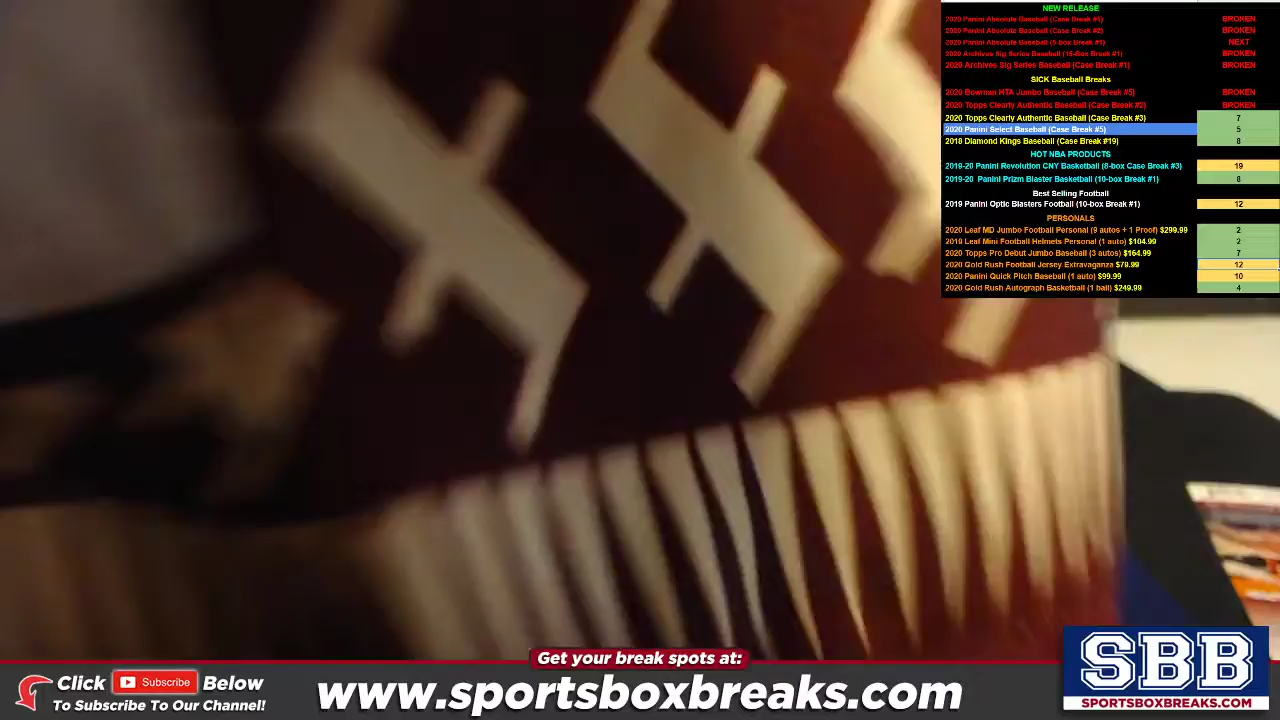 NEW RELEASE
2020 Panini Absolute Baseball (Case Break #1) BROKEN
2020 Panini Absolute Baseball (Case Break #2) BROKEN
2020 Panini Absolute Baseball (5-box Break #1) NEXT
2020 Archives Sig Series Baseball (15-Box Break #1) BROKEN
2020 Archives Sig Series Baseball (Case Break #1) BROKEN
SICK Baseball Breaks
2020 Bowman HTA Jumbo Baseball (Case Break #5) BROKEN
2020 Topps Clearly Authentic Baseball (Case Break #2) BROKEN
2020 Topps Clearly Authentic Baseball (Case Break #3) 7
2020 Panini Select Baseball (Case Break #5) 5
2018 Diamond Kings Baseball (Case Break #19) 8
HOT NBA PRODUCTS
2019-20 Panini Revolution CNY Basketball (8-box Case Break #3) 19
2019-20 Panini Prizm Blaster Basketball (10-box Break #1) 8
Best Selling Football
2019 Panini Optic Blasters Football (10-box Break #1) 12
PERSONALS
2020 Leaf MD Jumbo Football Personal (9 autos + 1 Proof) $299.99 2
2019 Leaf Mini Football Helmets Personal (1 auto) $104.99 2
2020 Topps Pro Debut Jumbo Baseball (3 autos) $164.99 7
2020 Gold Rush Football Jersey Extravaganza $79.99 12
2020 Panini Quick Pitch Baseball (1 auto) $99.99 10
2020 Gold Rush Autograph Basketball (1 ball) $249.99 4
Get your break spots at:
Click Subscribe Below
To Subscribe To Our Channel!
www.sportsboxbreaks.com
SBB
SPORTSBOXBREAKS.COM